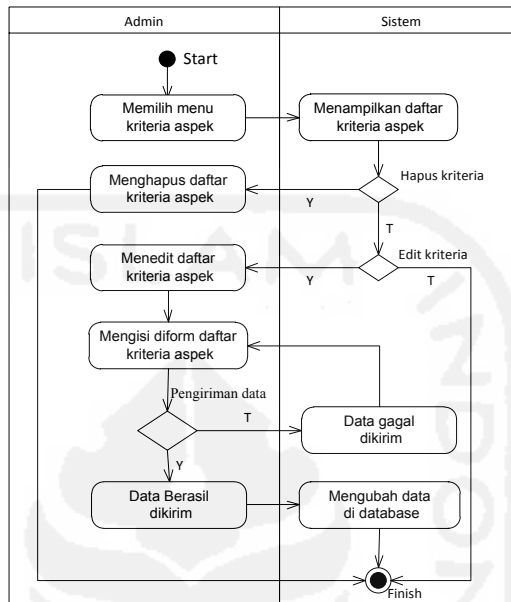 Admin
Sistem
Start
Memilih menu
kriteria aspek
Menampilkan daftar
kriteria aspek
Hapus kriteria
Y
Menghapus daftar
kriteria aspek
T
Edit kriteria
Y
T
Menedit daftar
kriteria aspek
Mengisi diform daftar
kriteria aspek
Pengiriman data
T
Data gagal
dikirim
Y
Data Berasil
dikirim
Mengubah data
di database
Finish
ISLAM
INDON